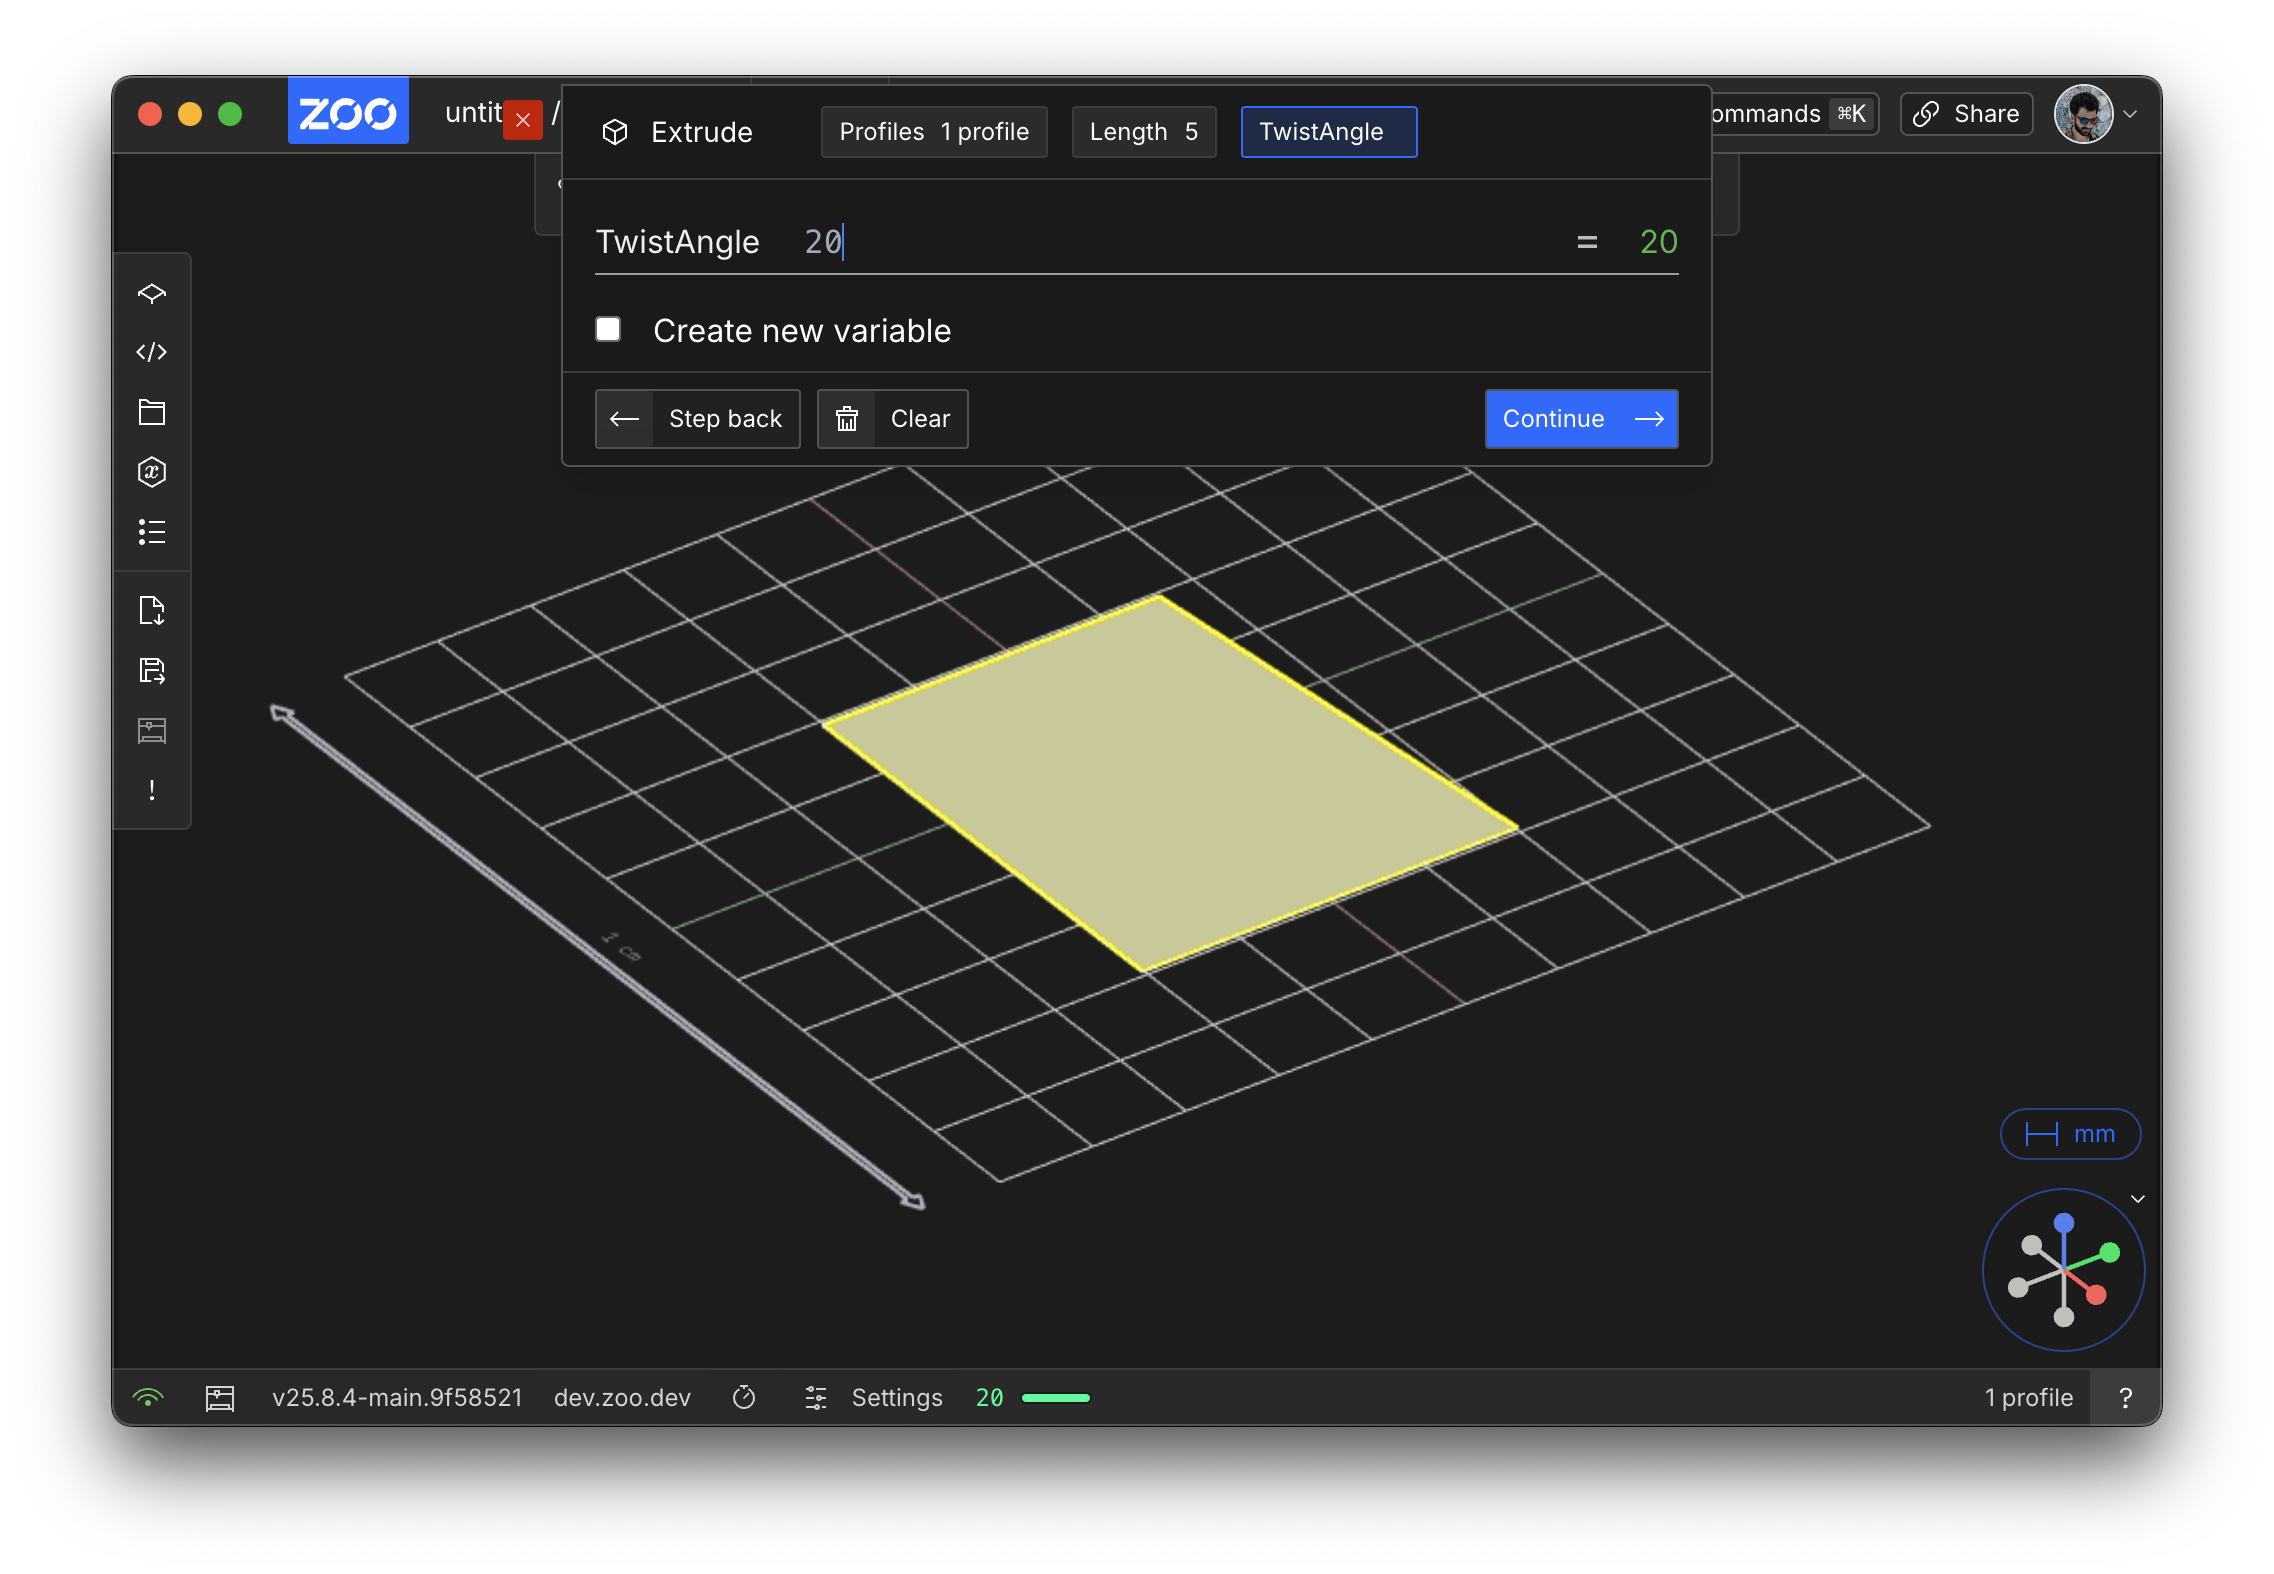 ZOO untit / ommands ⌘K Share
Extrude Profiles 1 profile Length 5 TwistAngle
TwistAngle 20 = 20
Create new variable
Step back Clear Continue
1 cm
mm
v25.8.4-main.9f58521 dev.zoo.dev Settings 20 1 profile ?